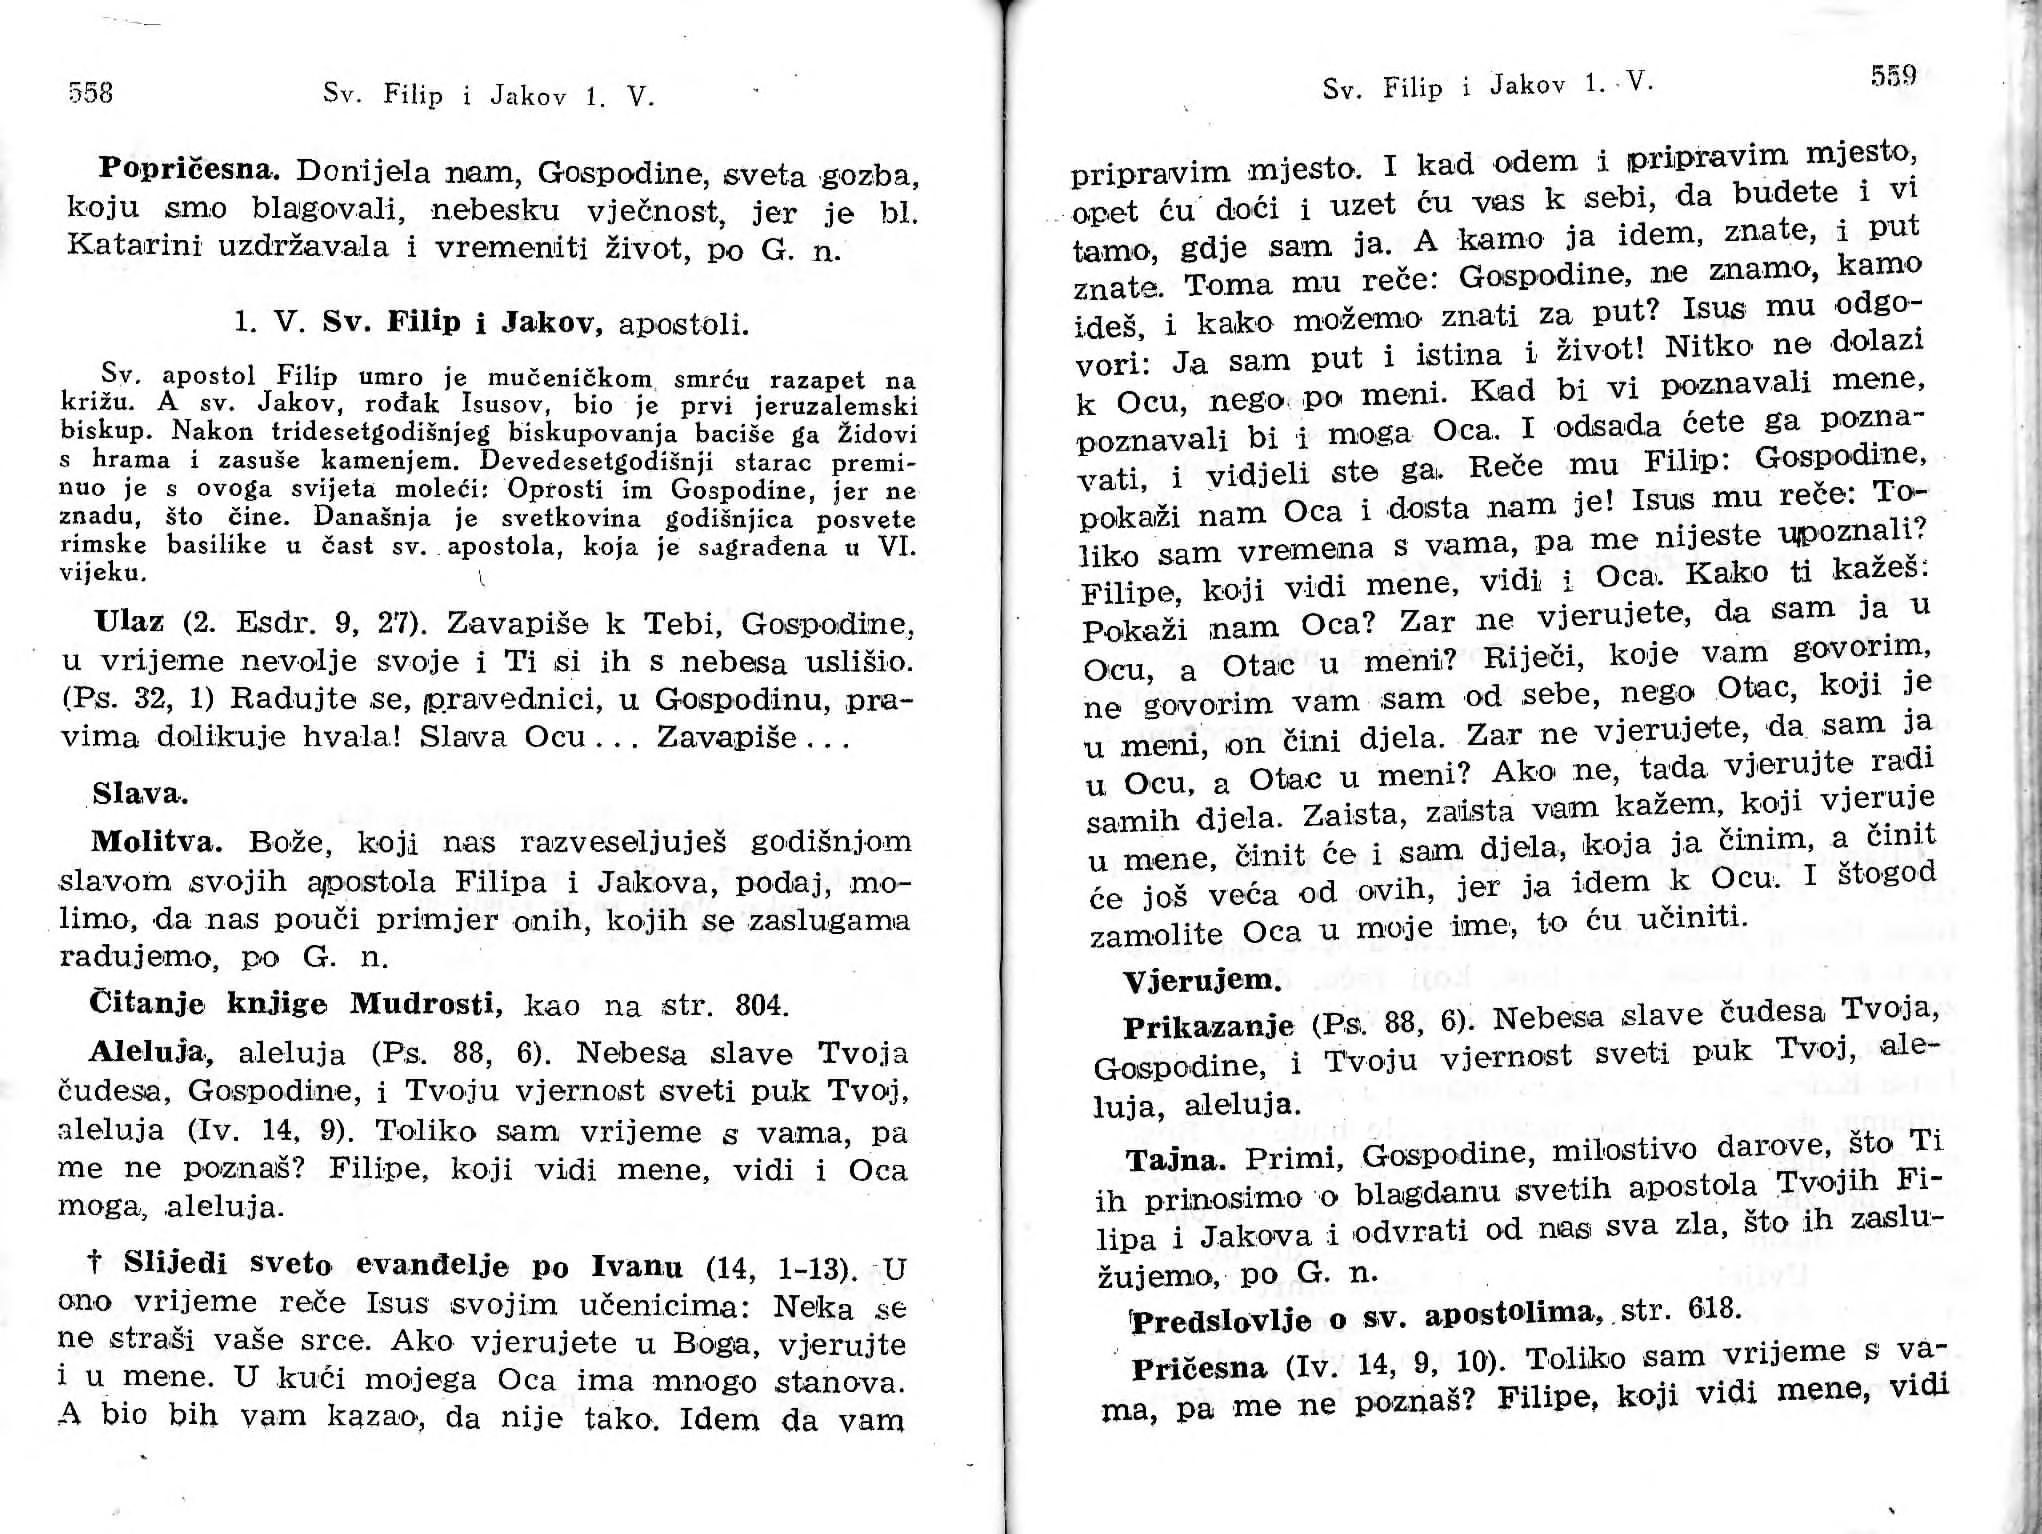 558
Sv. Filip i Jakov 1. V.
Popričesna. Donijela nam, Gospodine, sveta gozba,
koju smo blagovali, nebesku vječnost, jer je bl.
Katarini uzdržavala i vremeniti život, po G. n.
1. V. Sv. Filip i Jakov, apostoli.
Sv. apostol Filip umro je mučeničkom smrću razapet na
križu. A sv. Jakov, rođak Isusov, bio je prvi jeruzalemski
biskup. Nakon tridesetgodišnjeg biskupovanja baciše ga Židovi
s hrama i zasuše kamenjem. Devedesetgodišnji starac premi-
nuo je s ovoga svijeta moleći: Oprosti im Gospodine, jer ne
znadu, što čine. Današnja je svetkovina godišnjica posvete
rimske basilike u čast sv. apostola, koja je sagrađena u VI.
vijeku.
Ulaz (2. Esdr. 9, 27). Zavapiše k Tebi, Gospodine,
u vrijeme nevolje svoje i Ti si ih s nebesa uslišio.
(Ps. 32, 1) Radujte se, pravednici, u Gospodinu, pra-
vima dolikuje hvala! Slava Ocu ... Zavapiše ...
Slava.
Molitva. Bože, koji nas razveseljuješ godišnjom
slavom svojih apostola Filipa i Jakova, podaj, mo-
limo, da nas pouči primjer onih, kojih se zaslugama
radujemo, po G. n.
Čitanje knjige Mudrosti, kao na str. 804.
Aleluja, aleluja (Ps. 88, 6). Nebesa slave Tvoja
čudesa, Gospodine, i Tvoju vjernost sveti puk Tvoj,
aleluja (Iv. 14, 9). Toliko sam vrijeme s vama, pa
me ne poznaš? Filipe, koji vidi mene, vidi i Oca
moga, aleluja.
† Slijedi sveto evanđelje po Ivanu (14, 1-13). U
ono vrijeme reče Isus svojim učenicima: Neka se
ne straši vaše srce. Ako vjerujete u Boga, vjerujte
i u mene. U kući mojega Oca ima mnogo stanova.
A bio bih vam kazao, da nije tako. Idem da vam
Sv. Filip i Jakov 1. V.
559
pripravim mjesto. I kad odem i pripravim mjesto,
opet ću doći i uzet ću vas k sebi, da budete i vi
tamo, gdje sam ja. A kamo ja idem, znate, i put
znate. Toma mu reče: Gospodine, ne znamo, kamo
ideš, i kako možemo znati za put? Isus mu odgo-
vori: Ja sam put i istina i život! Nitko ne dolazi
k Ocu, nego po meni. Kad bi vi poznavali mene,
poznavali bi i moga Oca. I odsada ćete ga pozna-
vati, i vidjeli ste ga. Reče mu Filip: Gospodine,
pokaži nam Oca i dosta nam je! Isus mu reče: To-
liko sam vremena s vama, pa me nijeste upoznali?
Filipe, koji vidi mene, vidi i Oca. Kako ti kažeš:
Pokaži nam Oca? Zar ne vjerujete, da sam ja u
Ocu, a Otac u meni? Riječi, koje vam govorim,
ne govorim vam sam od sebe, nego Otac, koji je
u meni, on čini djela. Zar ne vjerujete, da sam ja
u Ocu, a Otac u meni? Ako ne, tada vjerujte radi
samih djela. Zaista, zaista vam kažem, koji vjeruje
u mene, činit će i sam djela, koja ja činim, a činit
će još veća od ovih, jer ja idem k Ocu. I štogod
zamolite Oca u moje ime, to ću učiniti.
Vjerujem.
Prikazanje (Ps. 88, 6). Nebesa slave čudesa Tvoja,
Gospodine, i Tvoju vjernost sveti puk Tvoj, ale-
luja, aleluja.
Tajna. Primi, Gospodine, milostivo darove, što Ti
ih prinosimo o blagdanu svetih apostola Tvojih Fi-
lipa i Jakova i odvrati od nas sva zla, što ih zaslu-
žujemo, po G. n.
Predslovlje o sv. apostolima, str. 618.
Pričesna (Iv. 14, 9, 10). Toliko sam vrijeme s va-
ma, pa me ne poznaš? Filipe, koji vidi mene, vidi